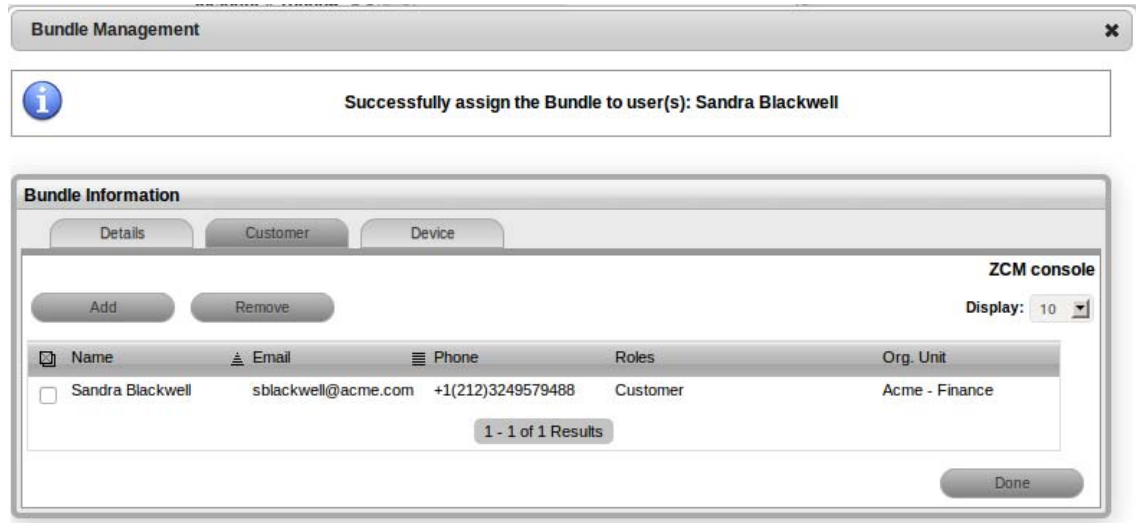 Bundle Management
Successfully assign the Bundle to user(s): Sandra Blackwell
Bundle Information
Details Customer Device
ZCM console
Add Remove Display: 10
Name Email Phone Roles Org. Unit
Sandra Blackwell sblackwell@acme.com +1(212)3249579488 Customer Acme - Finance
1 - 1 of 1 Results
Done